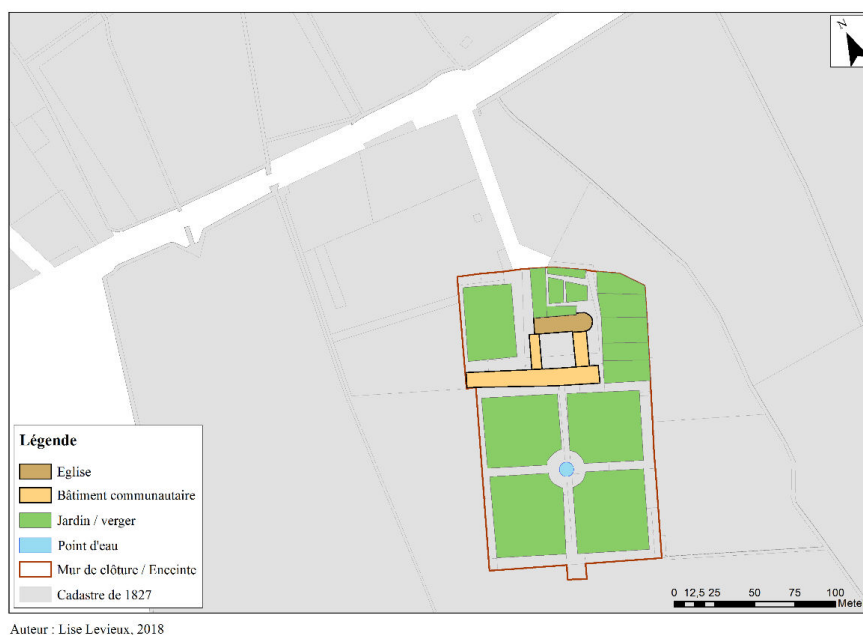 N
Légende
Eglise
Bâtiment communautaire
Jardin / verger
Point d'eau
Mur de clôture / Enceinte
Cadastre de 1827
0 12,5 25 50 75 100
Mete
Auteur : Lise Levieux, 2018